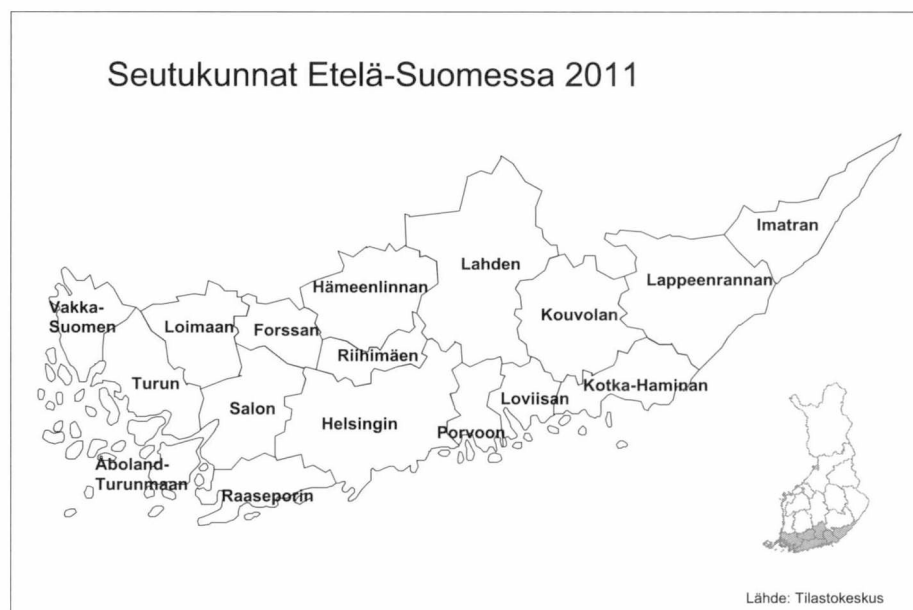 Seutukunnat Etelä-Suomessa 2011
Imatran
Lahden
Lappeenrannan
Hämeenlinnan
Vakka-
Suomen
Loimaan
Forssan
Kouvolan
Riihimäen
Turun
Kotka-Haminan
Salon
Loviisan
Helsingin
Porvoon
Åboland-
Turunmaan
Raaseporin
Lähde: Tilastokeskus